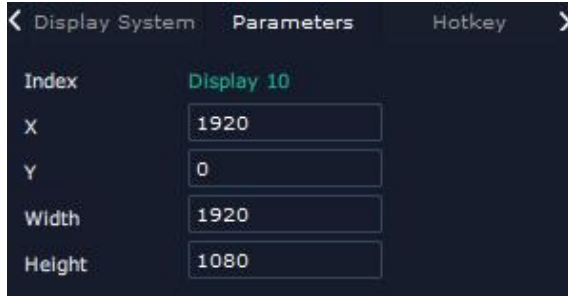 Display System Parameters Hotkey
Index Display 10
X 1920
Y 0
Width 1920
Height 1080